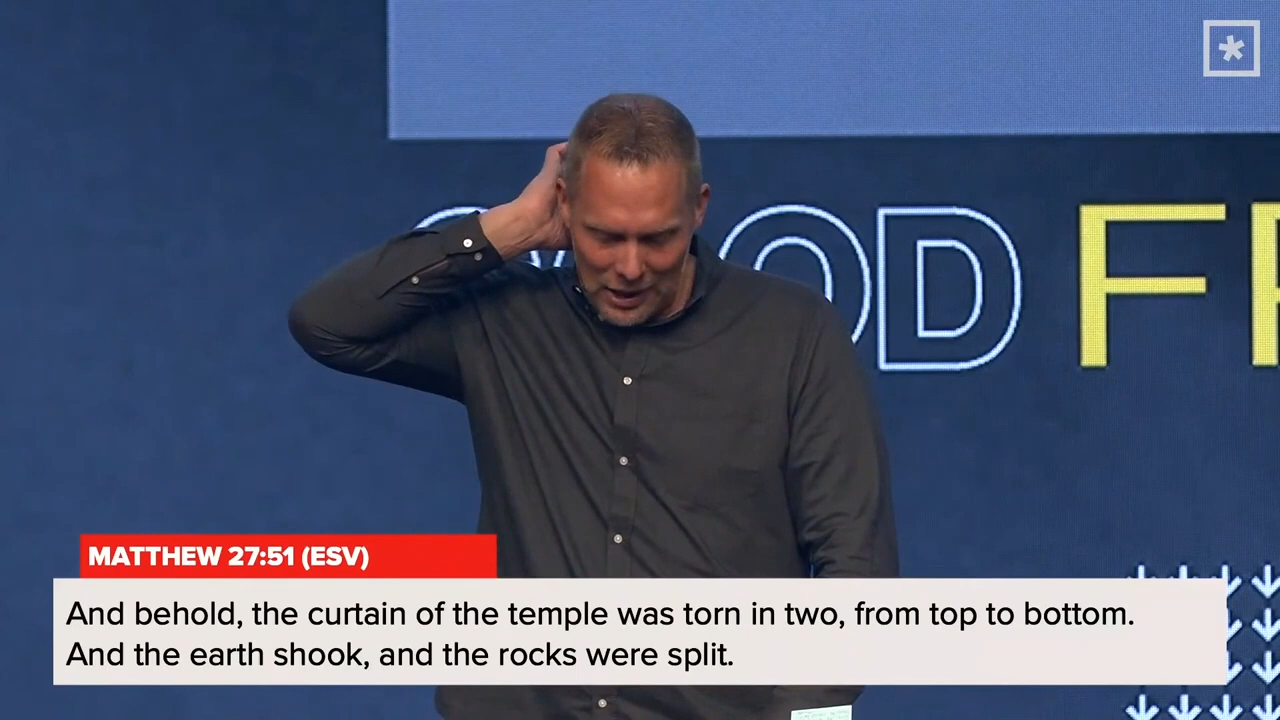 OD F
MATTHEW 27:51 (ESV)
And behold, the curtain of the temple was torn in two, from top to bottom.
And the earth shook, and the rocks were split.